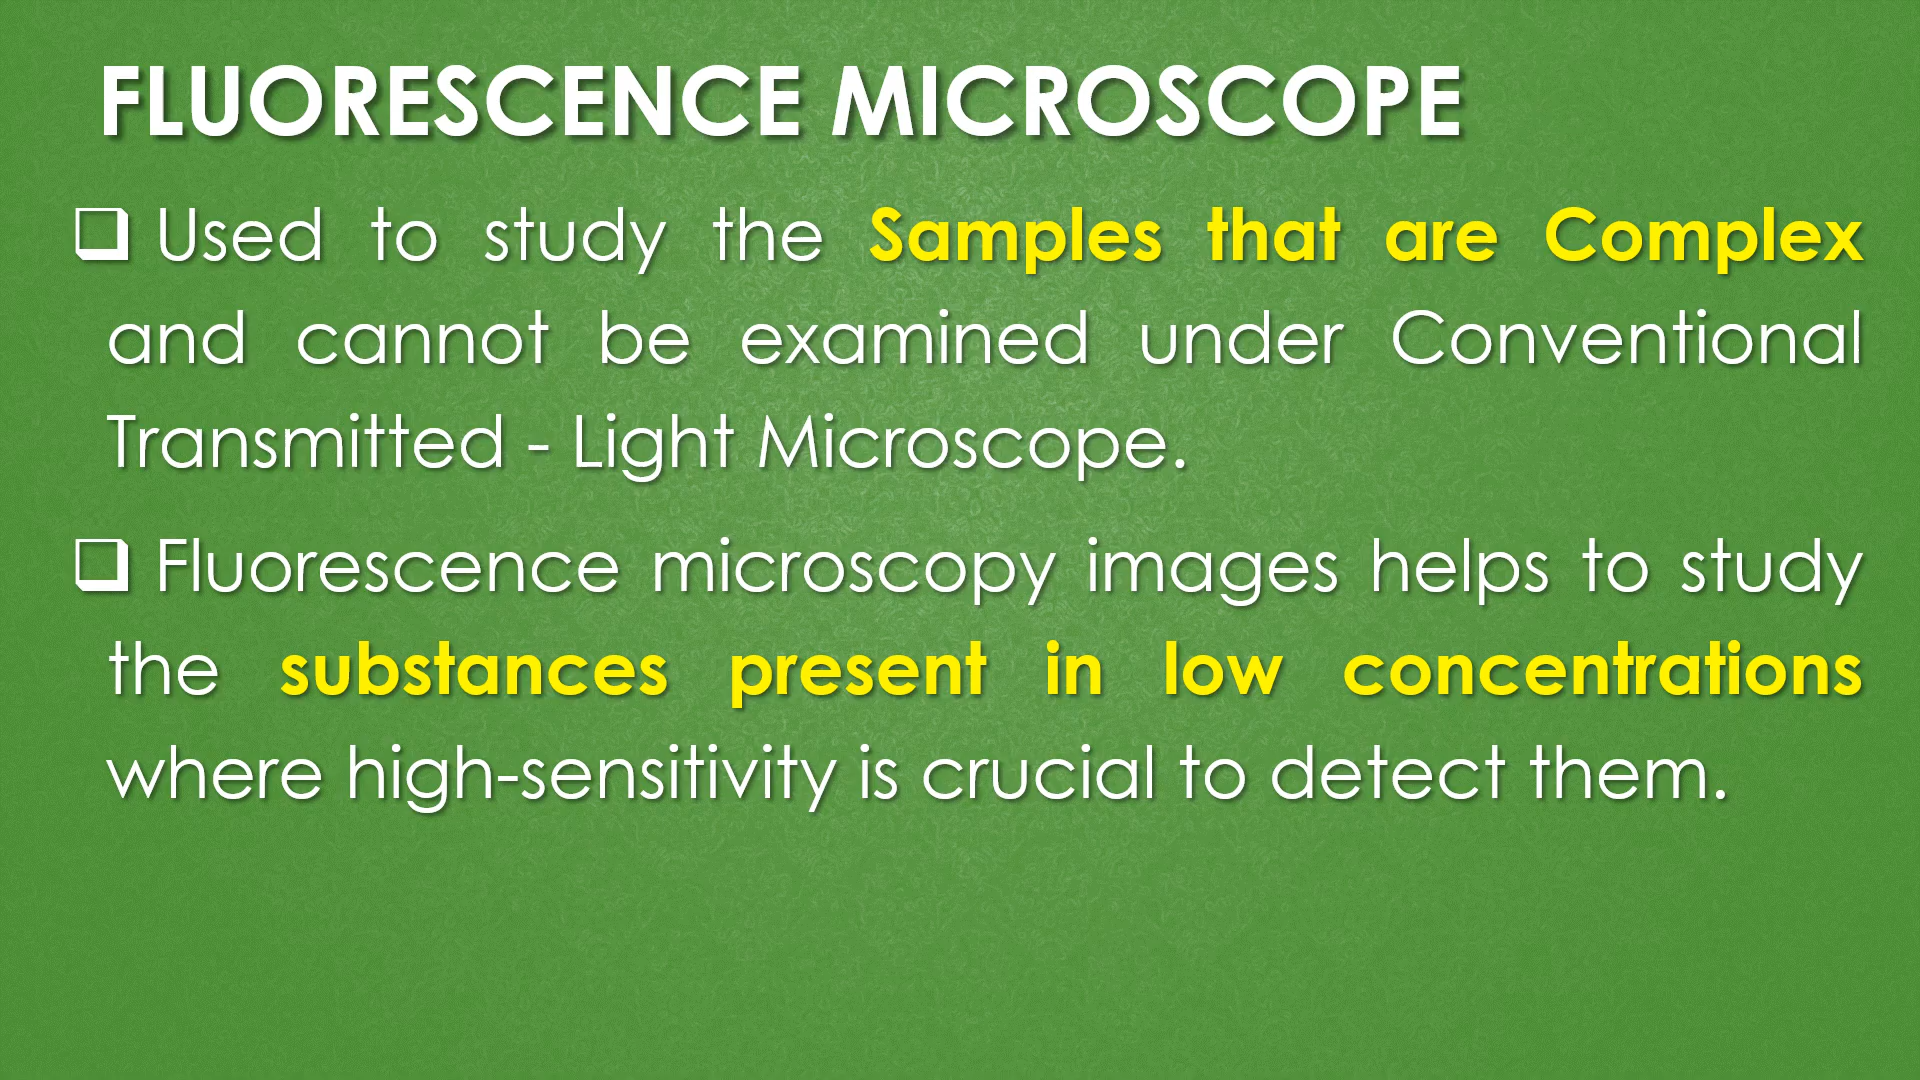 FLUORESCENCE MICROSCOPE
❑ Used to study the Samples that are Complex
and cannot be examined under Conventional
Transmitted - Light Microscope.
❑ Fluorescence microscopy images helps to study
the substances present in low concentrations
where high-sensitivity is crucial to detect them.